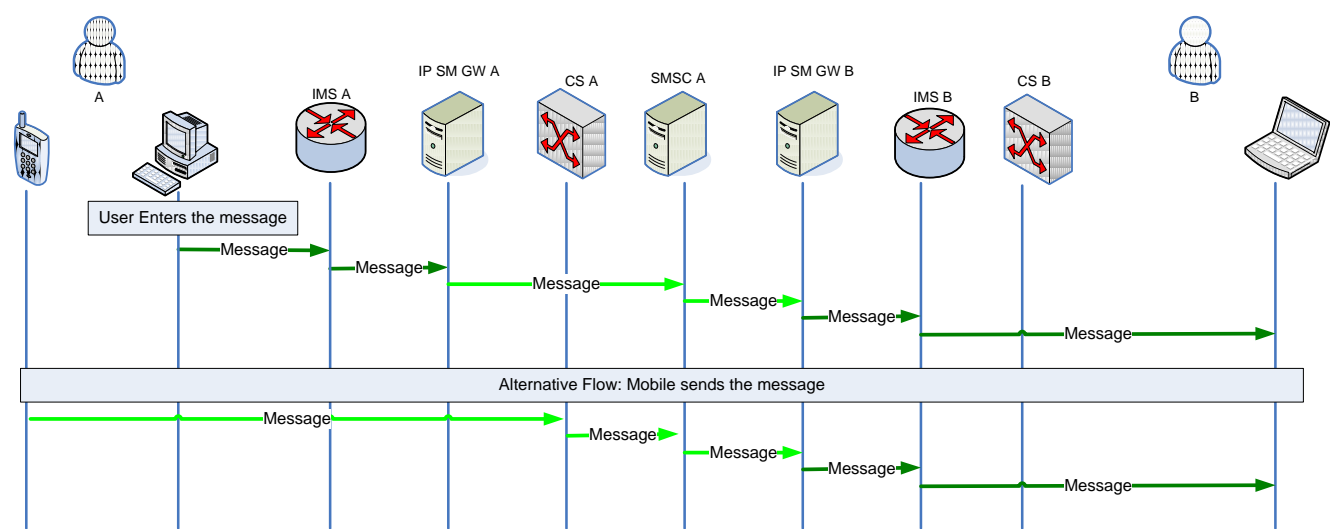 A
IMS A
IP SM GW A
CS A
SMSC A
IP SM GW B
IMS B
CS B
B
User Enters the message
Message
Message
Message
Message
Message
Message
Alternative Flow: Mobile sends the message
Message
Message
Message
Message
Message